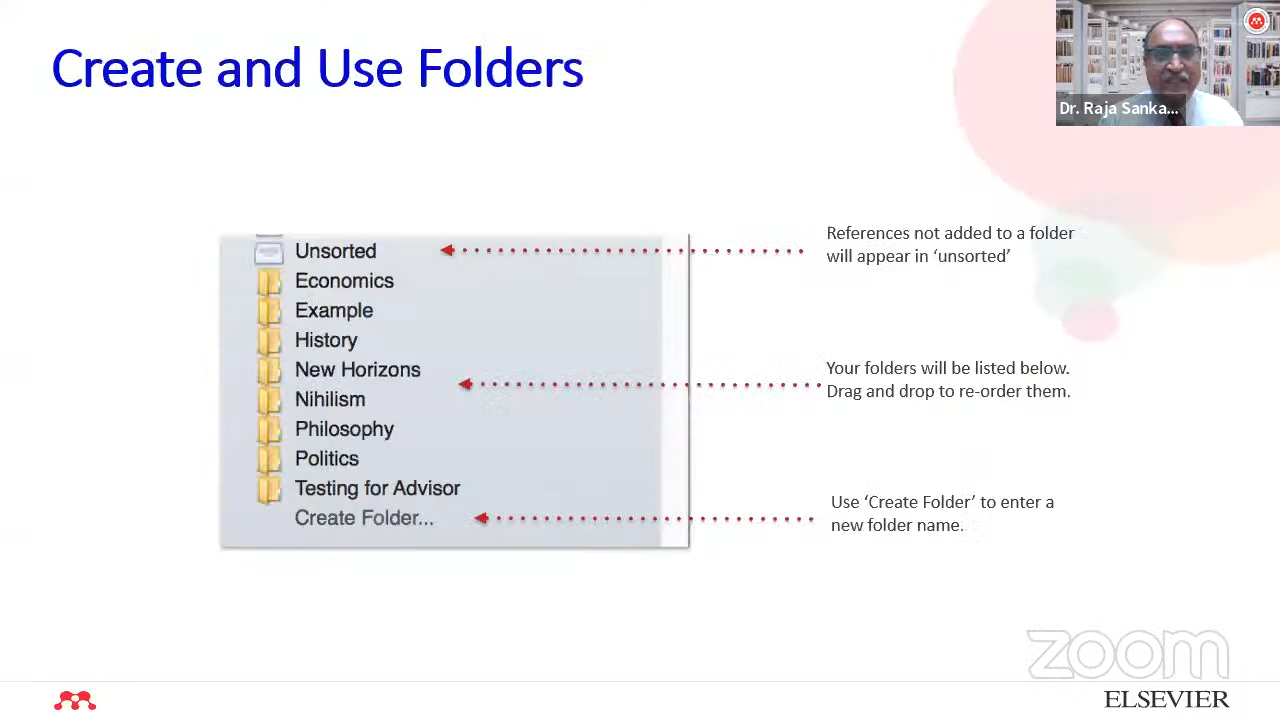 Create and Use Folders
Dr. Raja Sanka...
Unsorted
Economics
Example
History
New Horizons
Nihilism
Philosophy
Politics
Testing for Advisor
Create Folder...
References not added to a folder
will appear in ‘unsorted’
Your folders will be listed below.
Drag and drop to re-order them.
Use ‘Create Folder’ to enter a
new folder name.
zoom
ELSEVIER